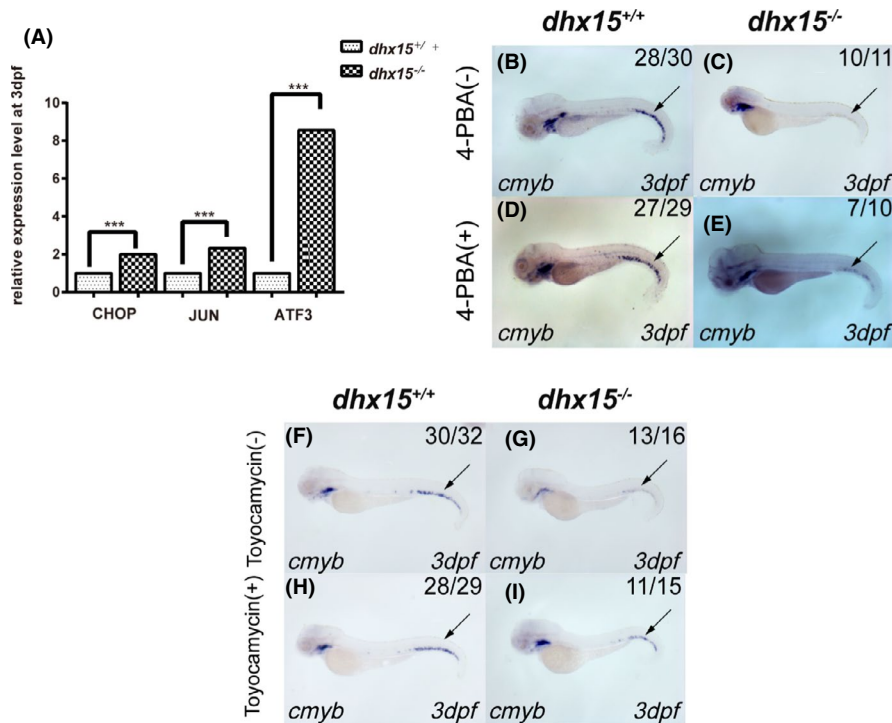 (A)
dhx15+/+ +
dhx15-/-
relative expression level at 3dpf
10
8
6
4
2
0
***
***
***
CHOP JUN ATF3
dhx15+/+ dhx15-/-
4-PBA(-)
(B) 28/30
cmyb 3dpf
(C) 10/11
cmyb 3dpf
4-PBA(+)
(D) 27/29
cmyb 3dpf
(E) 7/10
cmyb 3dpf
dhx15+/+ dhx15-/-
Toyocamycin(-)
(F) 30/32
cmyb 3dpf
(G) 13/16
cmyb 3dpf
Toyocamycin(+)
(H) 28/29
cmyb 3dpf
(I) 11/15
cmyb 3dpf